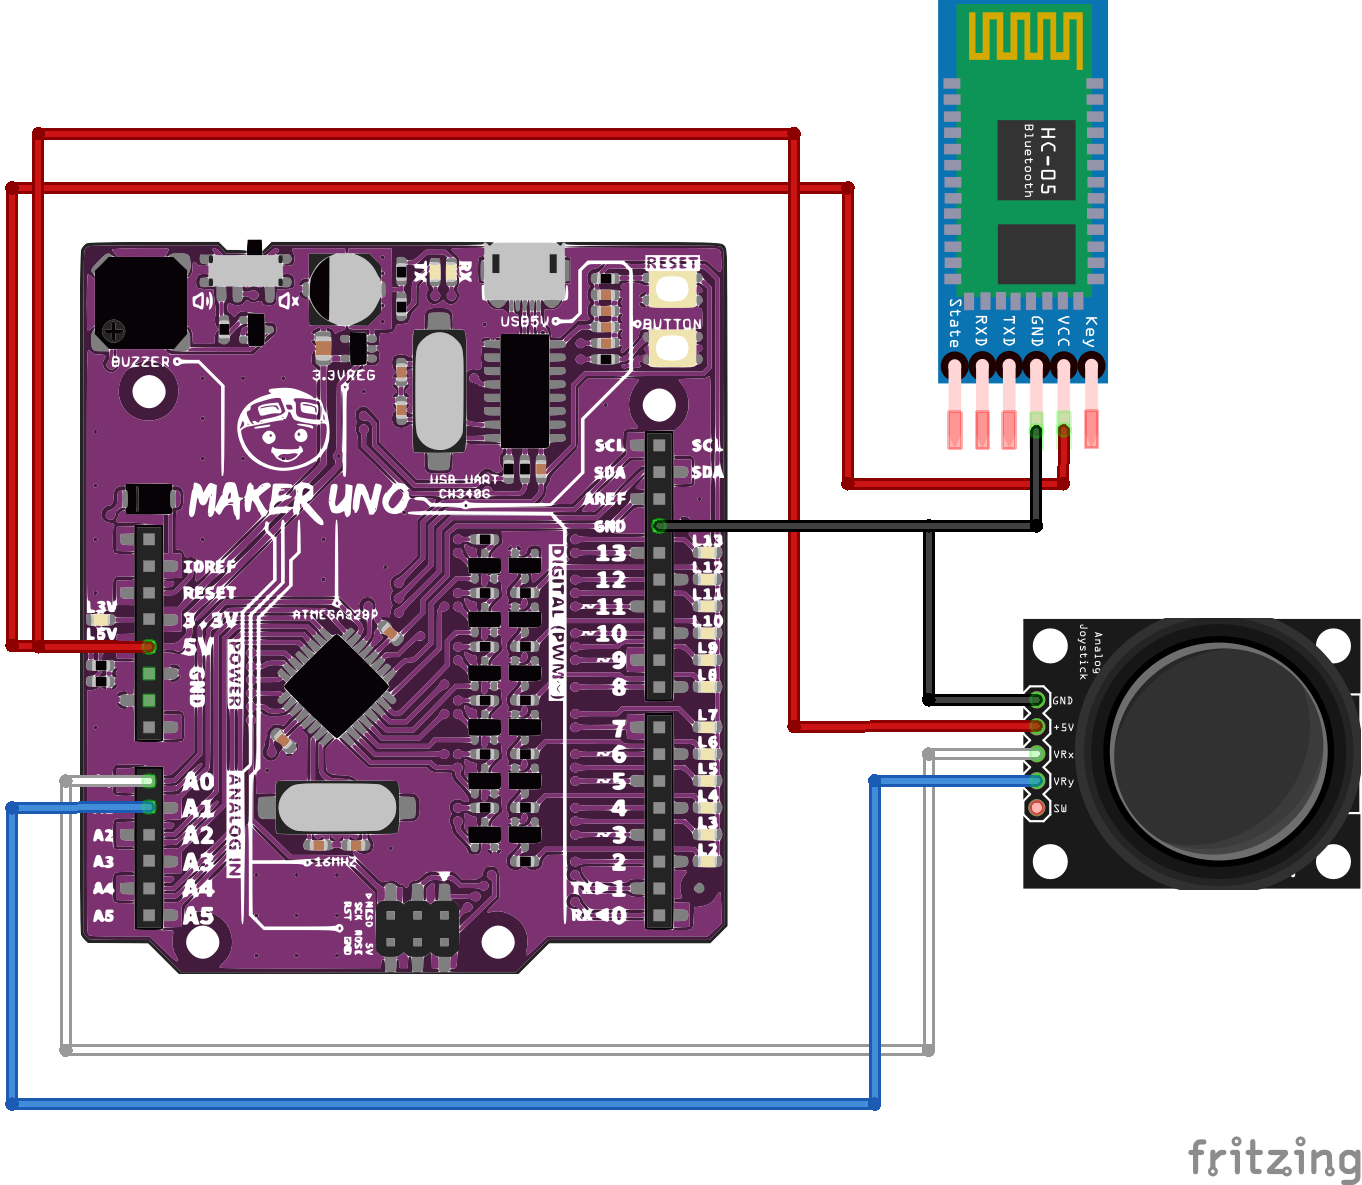 HC-05
Bluetooth
State
RXD
TXD
GND
VCC
Key
TX
RX
RESET
USB5V
BUTTON
BUZZER
3.3VREG
SCL
SCL
SDA
SDA
USB UART
CH340G
AREF
MAKER UNO
GND
L13
13
L12
12
L11
~11
L10
~10
L9
~9
L8
8
DIGITAL (PWM~)
IOREF
RESET
ATMEGA328P
L3V
3.3V
L5V
5V
GND
POWER
L7
7
L6
~6
L5
~5
L4
4
L3
~3
L2
2
TX▶1
RX◀0
A0
A1
A2
A2
A3
A3
A4
A4
A5
A5
ANALOG IN
16MHZ
MISO
5V
SCK
MOSI
RST
GND
Analog
Joystick
GND
+5V
VRx
VRy
SW
fritzing